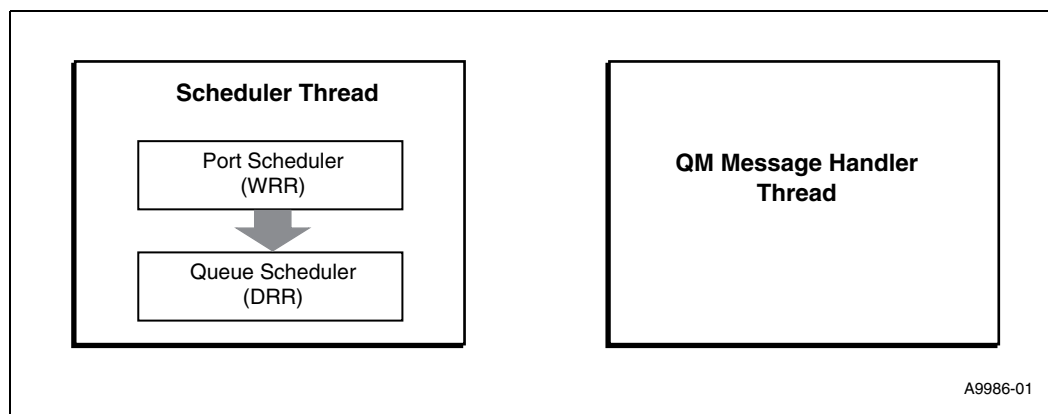 Scheduler Thread
Port Scheduler
(WRR)
Queue Scheduler
(DRR)
QM Message Handler
Thread
A9986-01